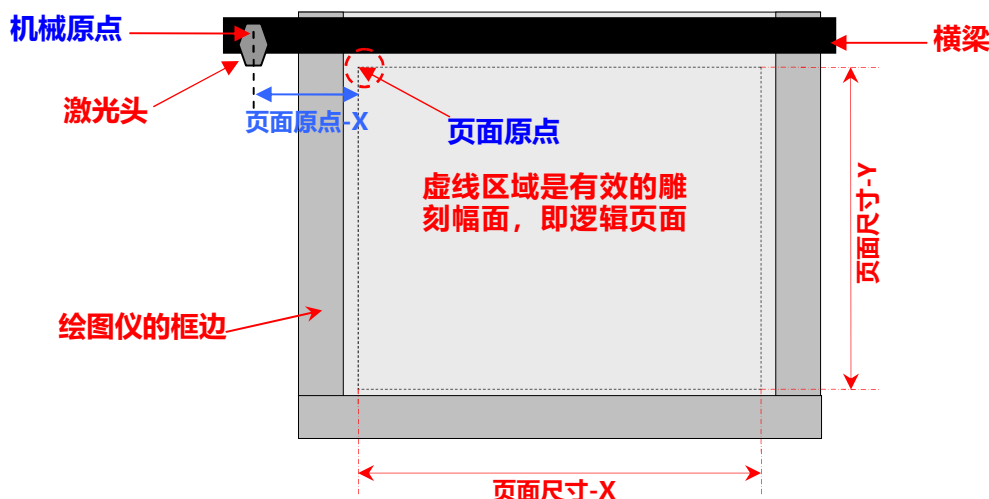 机械原点
横梁
激光头
页面原点-X
页面原点
虚线区域是有效的雕
刻幅面，即逻辑页面
页面尺寸-Y
绘图仪的框边
页面尺寸-X